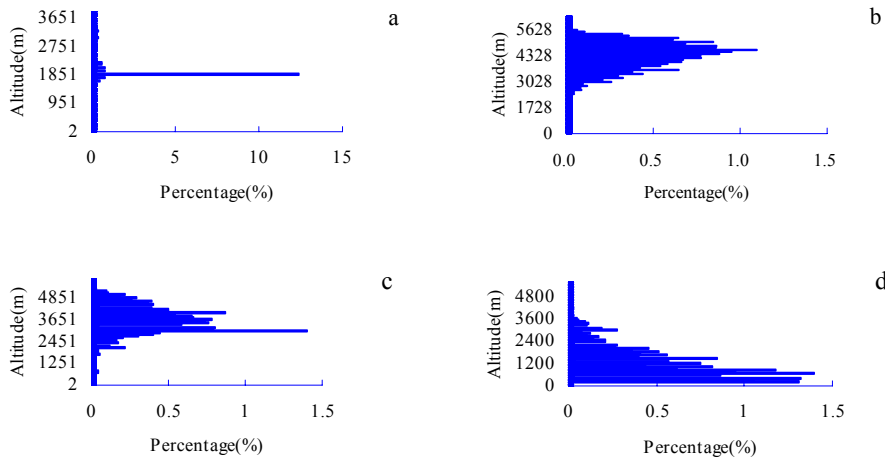 a
3651
2751
1851
951
2
Altitude(m)
0 5 10 15
Percentage(%)
b
5628
4328
3028
1728
0
Altitude(m)
0.0 0.5 1.0 1.5
Percentage(%)
c
4851
3651
2451
1251
2
Altitude(m)
0 0.5 1 1.5
Percentage(%)
d
4800
3600
2400
1200
0
Altitude(m)
0 0.5 1 1.5
Percentage(%)